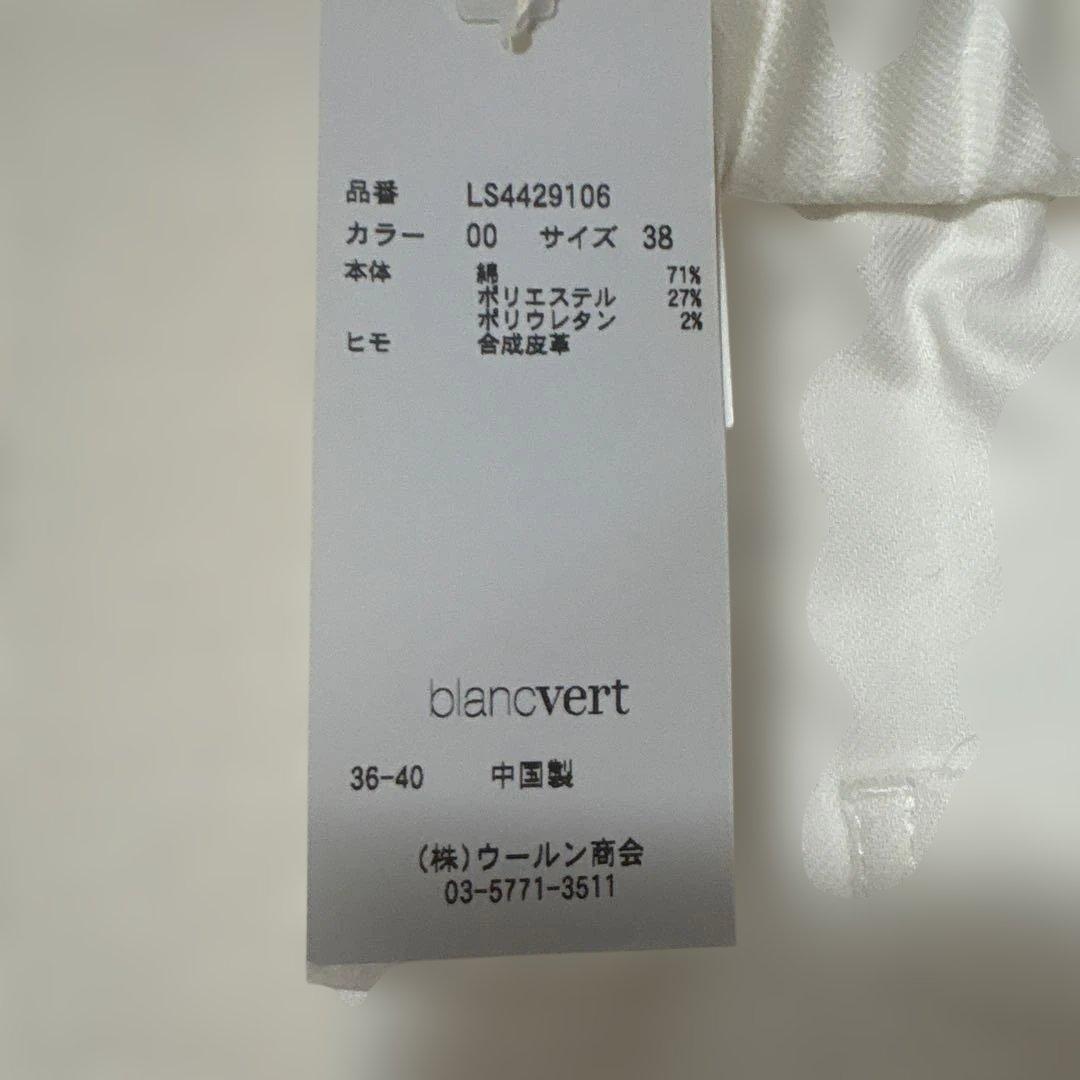 品番 LS4429106
カラー 00 サイズ 38
本体 綿 71%
ポリエステル 27%
ポリウレタン 2%
ヒモ 合成皮革
blancvert
36-40 中国製
(株)ウールン商会
03-5771-3511